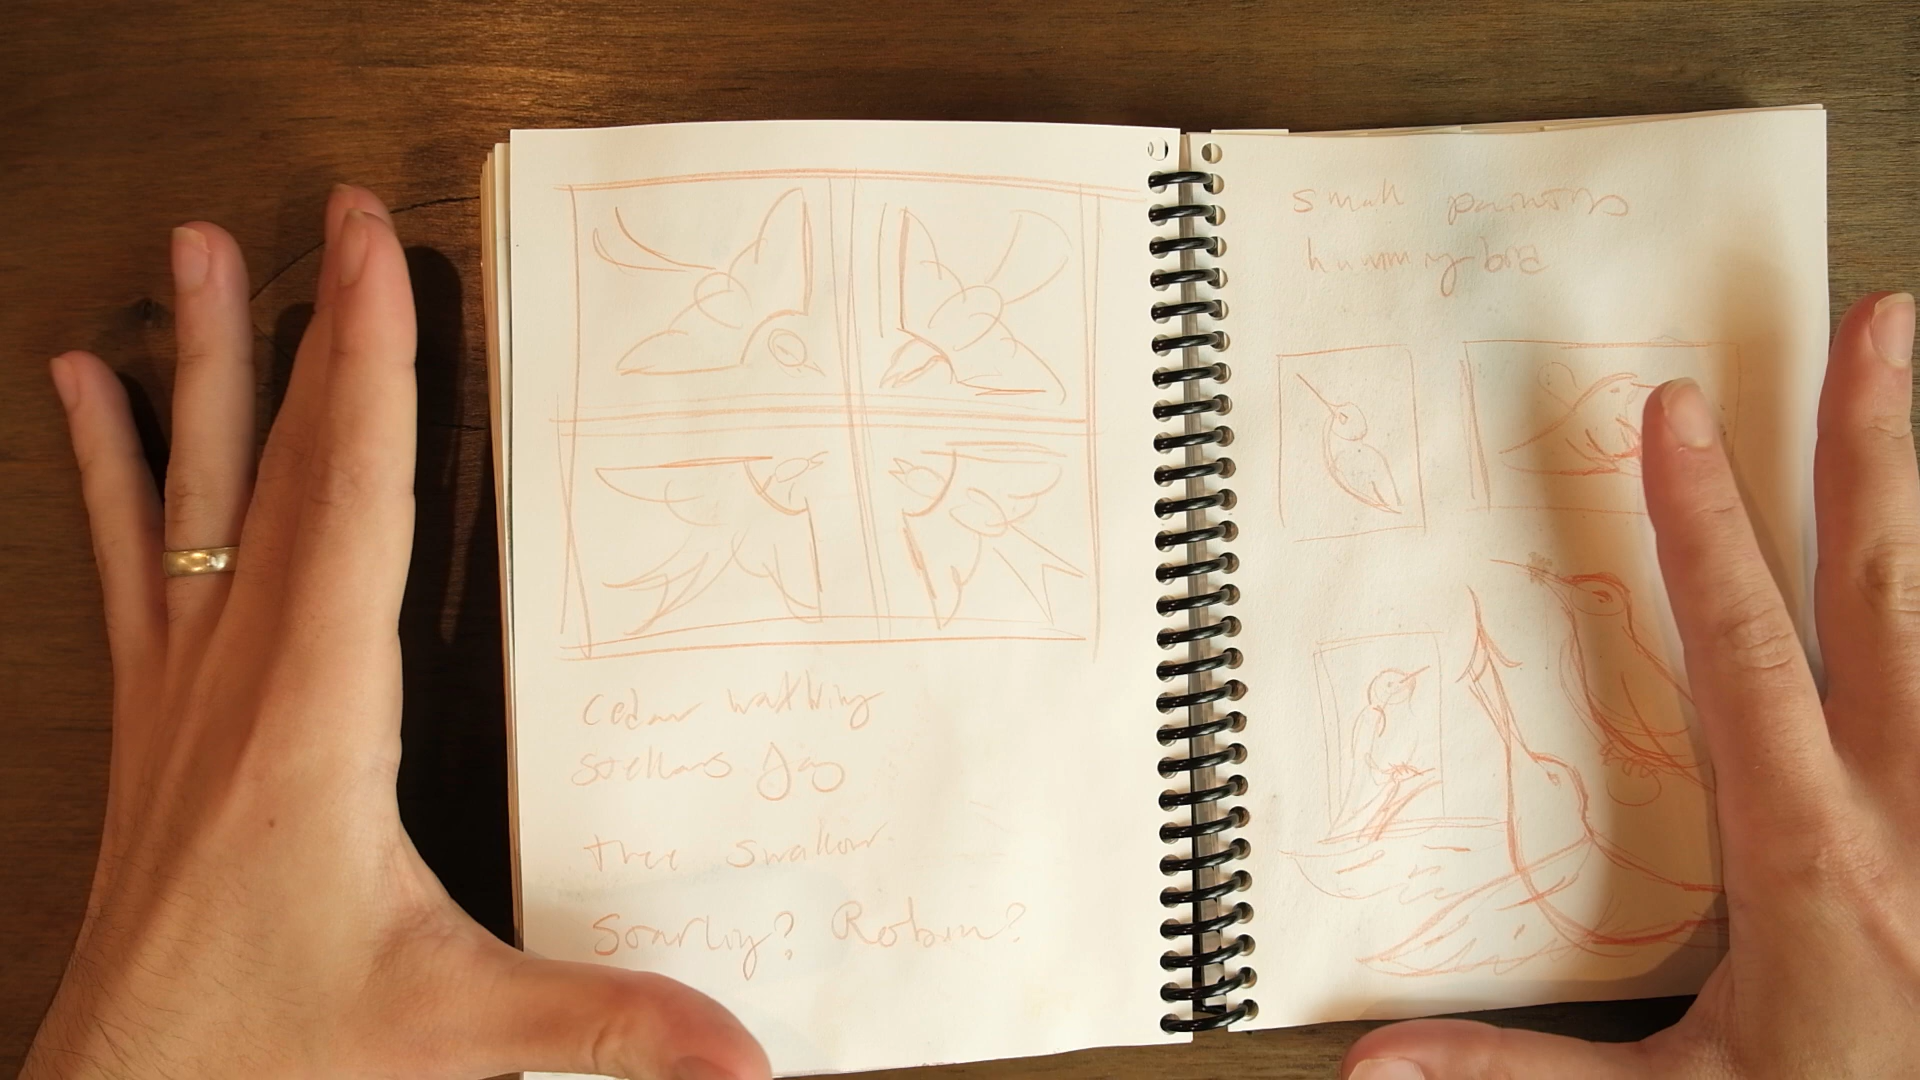 cedar waxwing
stellars Jay
tree swallow
Starling? Robin?
small paintings
hummingbird